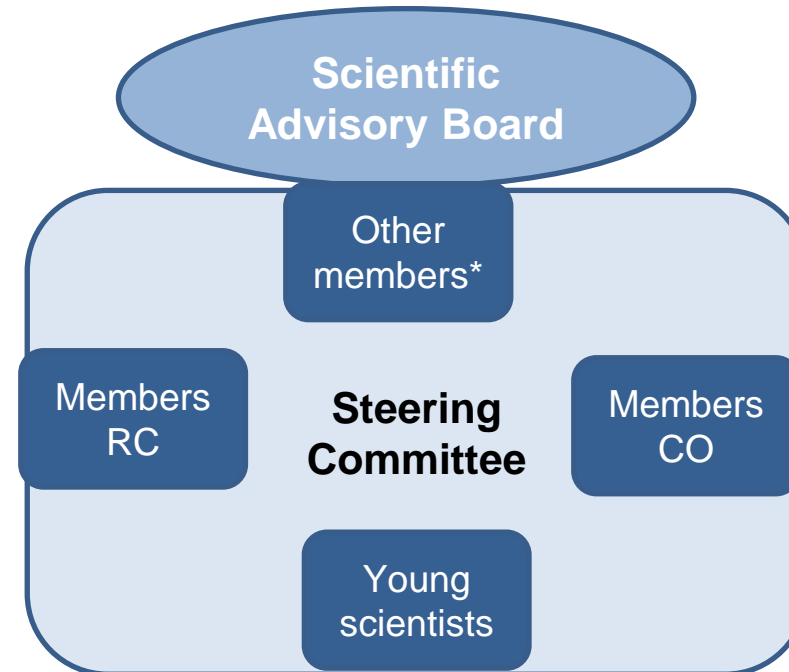 Scientific
Advisory Board
Other
members*
Members
RC
Steering
Committee
Members
CO
Young
scientists